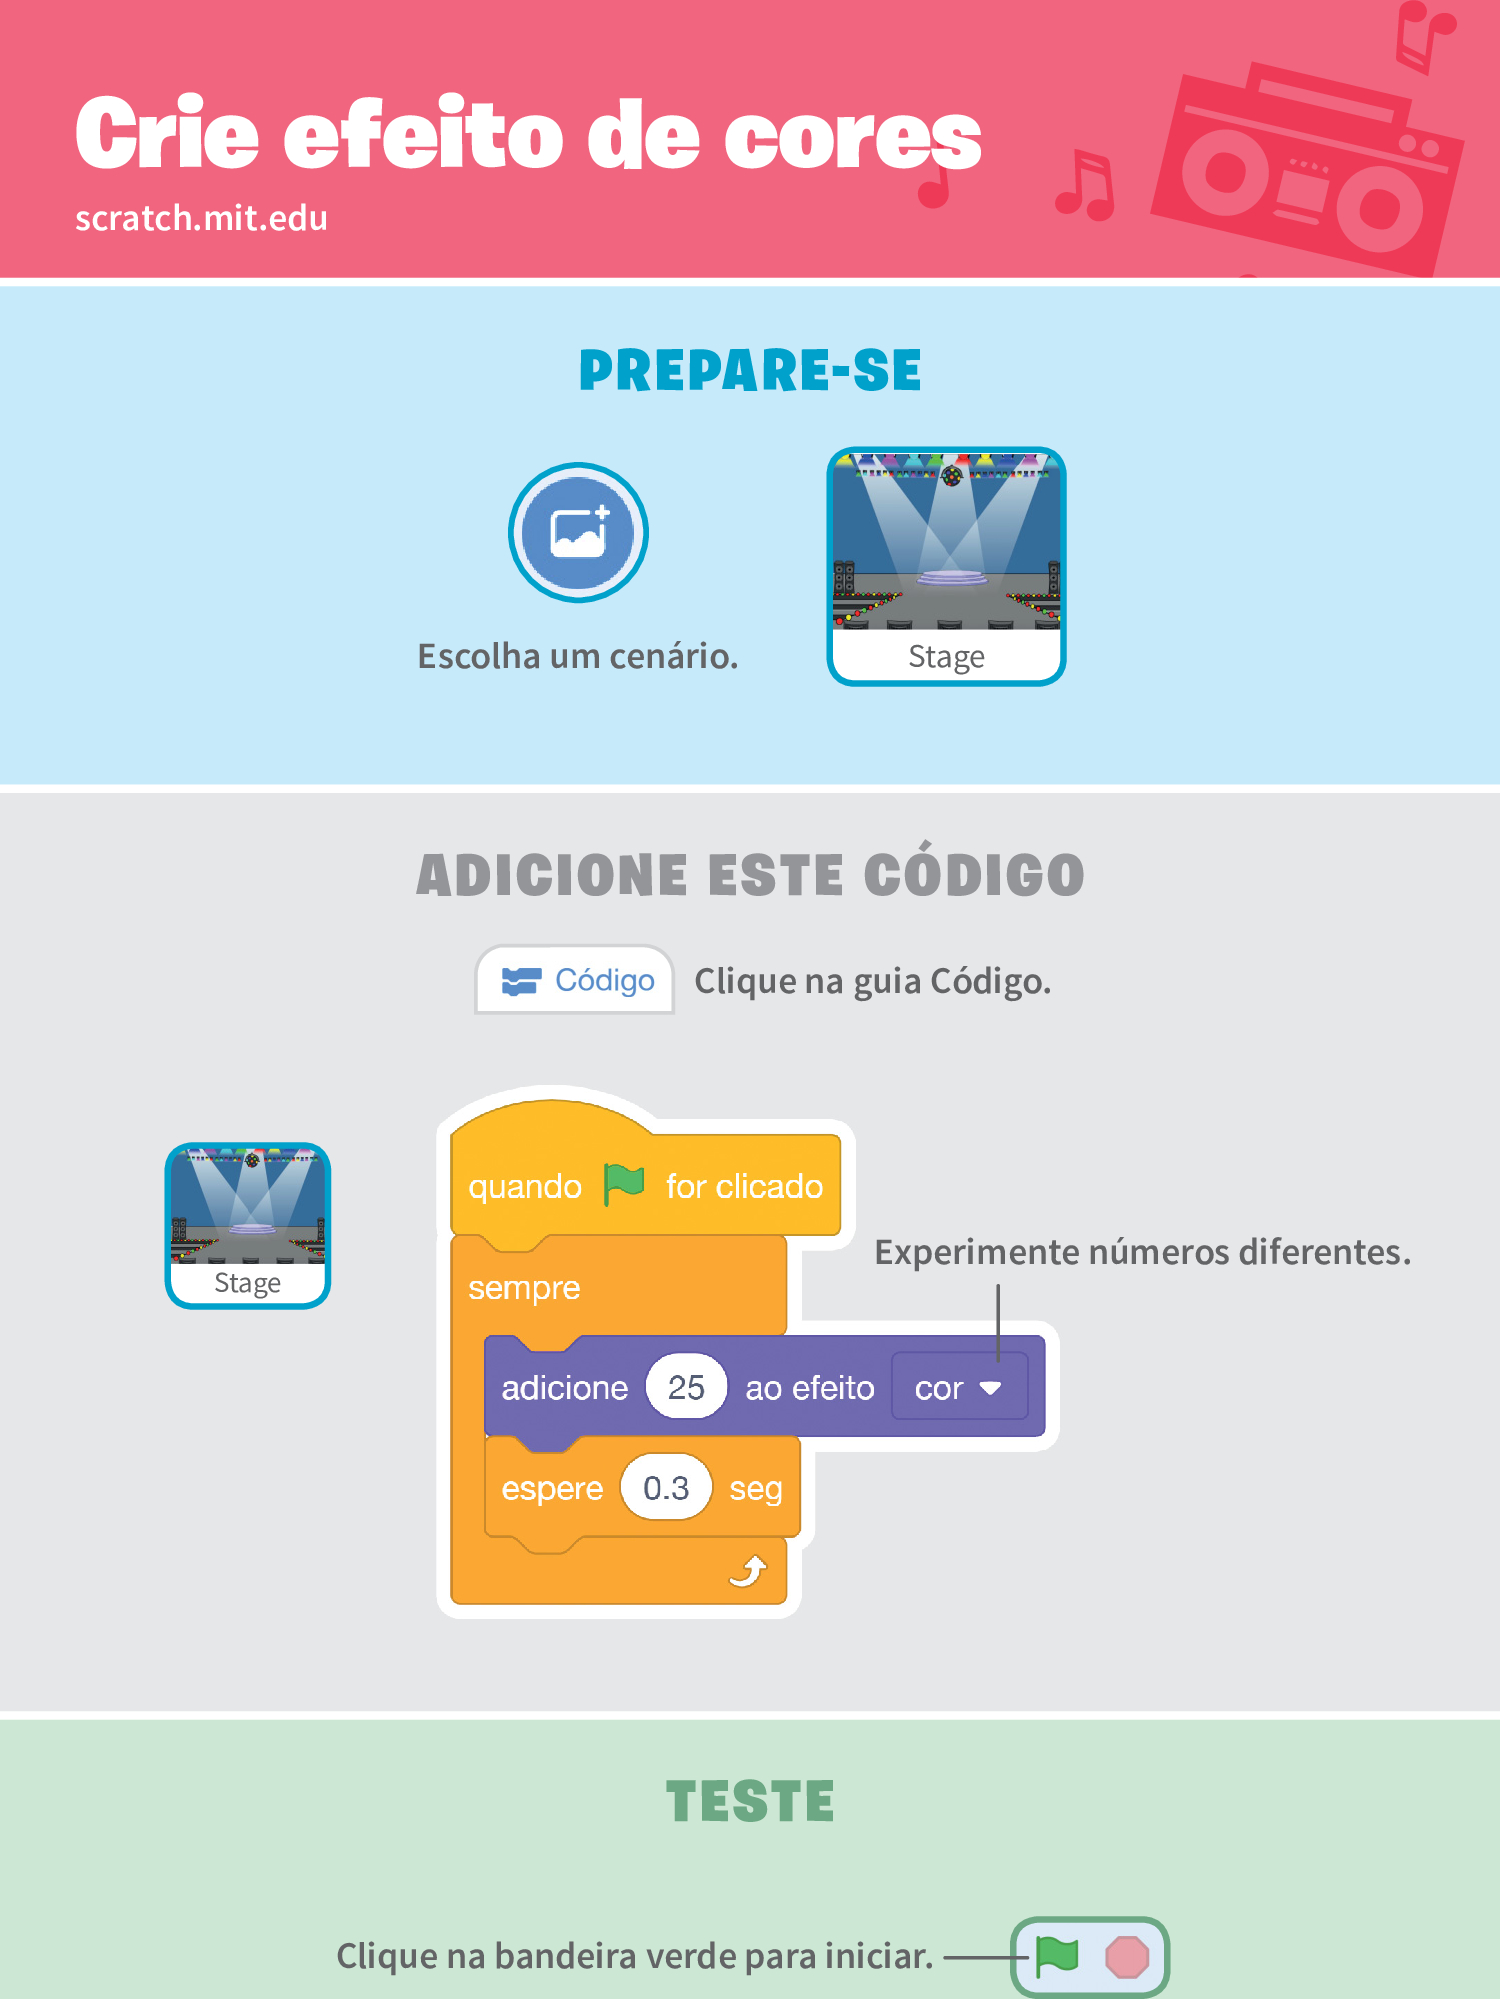 Crie efeito de cores
scratch.mit.edu
PREPARE-SE
Escolha um cenário.
Stage
ADICIONE ESTE CÓDIGO
Código
Clique na guia Código.
Stage
quando for clicado
Experimente números diferentes.
sempre
adicione 25 ao efeito cor
espere 0.3 seg
TESTE
Clique na bandeira verde para iniciar.